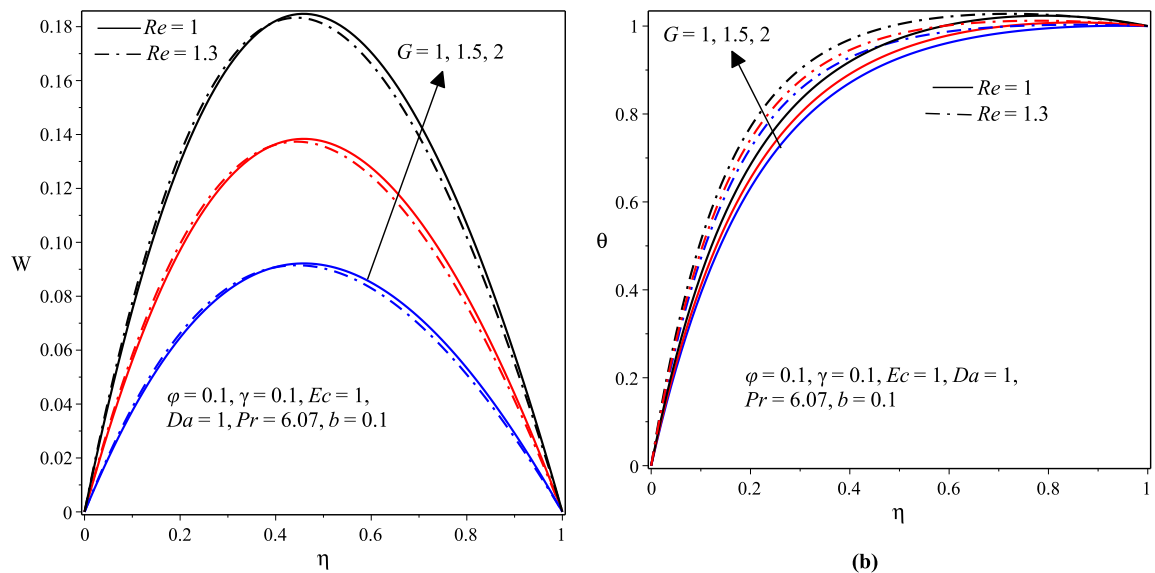 0.18
0.16
0.14
0.12
0.10
0.08
0.06
0.04
0.02
0
W
Re = 1
Re = 1.3
G = 1, 1.5, 2
φ = 0.1, γ = 0.1, Ec = 1,
Da = 1, Pr = 6.07, b = 0.1
0 0.2 0.4 0.6 0.8 1
η
1
0.8
0.6
0.4
0.2
0
θ
G = 1, 1.5, 2
Re = 1
Re = 1.3
φ = 0.1, γ = 0.1, Ec = 1, Da = 1,
Pr = 6.07, b = 0.1
0 0.2 0.4 0.6 0.8 1
η
(b)